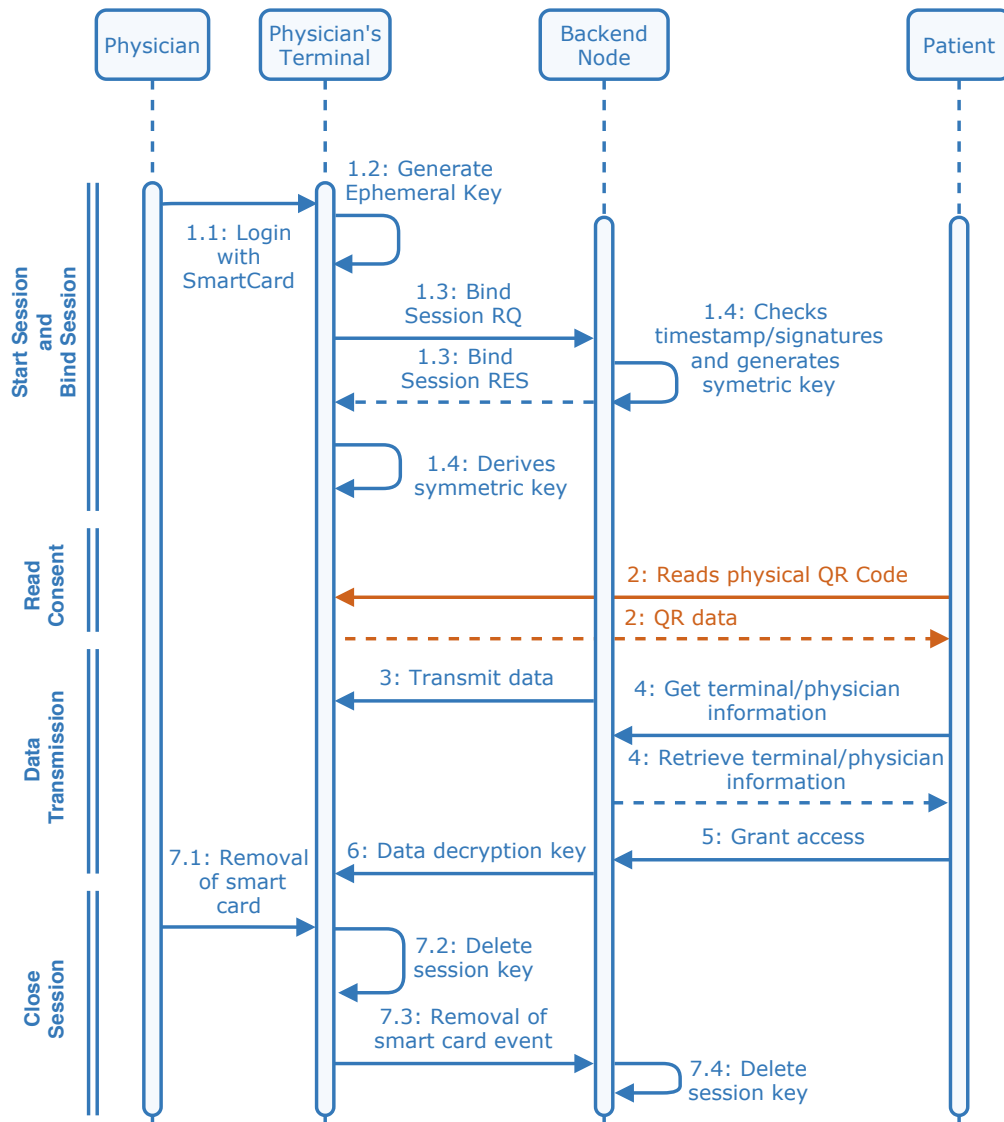 Physician
Physician's
Terminal
Backend
Node
Patient
Start Session
and
Bind Session
1.1: Login
with
SmartCard
1.2: Generate
Ephemeral Key
1.3: Bind
Session RQ
1.4: Checks
timestamp/signatures
and generates
symetric key
1.3: Bind
Session RES
1.4: Derives
symmetric key
Read
Consent
2: Reads physical QR Code
2: QR data
Data
Transmission
3: Transmit data
4: Get terminal/physician
information
4: Retrieve terminal/physician
information
5: Grant access
6: Data decryption key
Close
Session
7.1: Removal
of smart
card
7.2: Delete
session key
7.3: Removal of
smart card event
7.4: Delete
session key